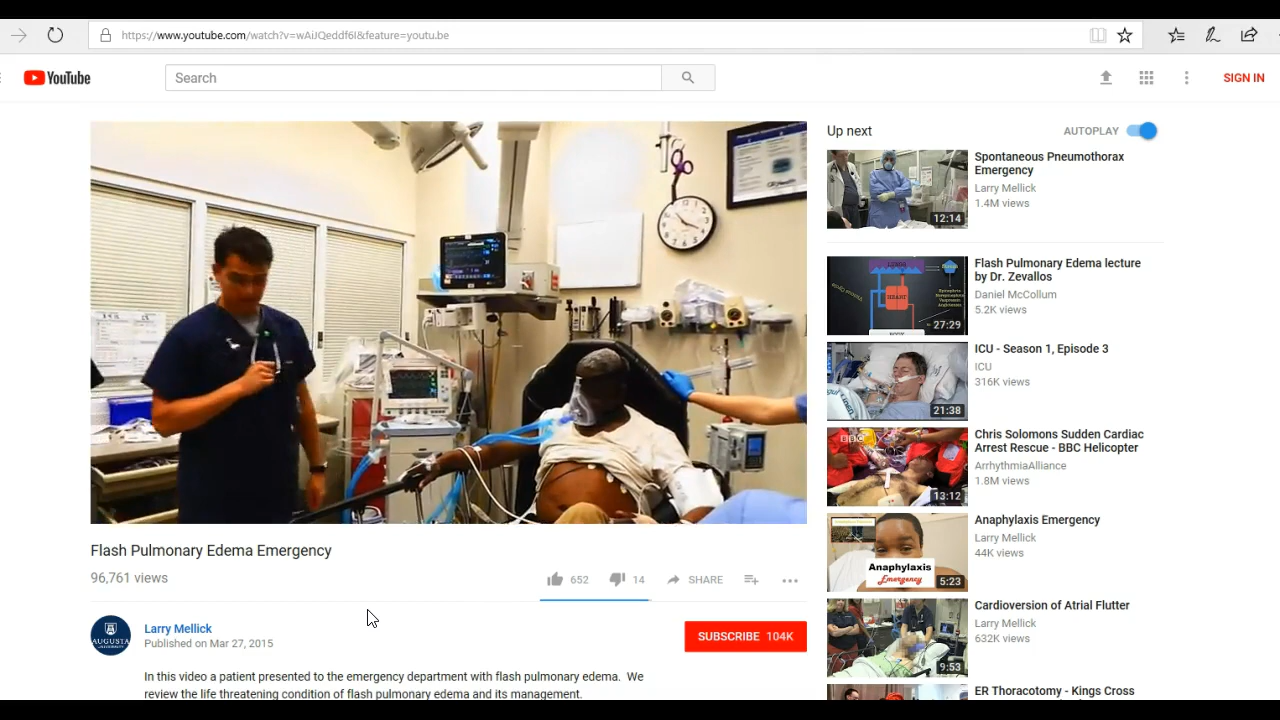 https://www.youtube.com/watch?v=wAiJQeddf6I&feature=youtu.be
YouTube
Search
SIGN IN
Flash Pulmonary Edema Emergency
96,761 views
652
14
SHARE
AUGUSTA
UNIVERSITY
Larry Mellick
Published on Mar 27, 2015
SUBSCRIBE 104K
In this video a patient presented to the emergency department with flash pulmonary edema. We
review the life threatening condition of flash pulmonary edema and its management.
Up next
AUTOPLAY
12:14
Spontaneous Pneumothorax
Emergency
Larry Mellick
1.4M views
HEART
27:29
Flash Pulmonary Edema lecture
by Dr. Zevallos
Daniel McCollum
5.2K views
21:38
ICU - Season 1, Episode 3
ICU
316K views
BBC
13:12
Chris Solomons Sudden Cardiac
Arrest Rescue - BBC Helicopter
ArrhythmiaAlliance
1.8M views
Anaphylaxis
Emergency
5:23
Anaphylaxis Emergency
Larry Mellick
44K views
9:53
Cardioversion of Atrial Flutter
Larry Mellick
632K views
ER Thoracotomy - Kings Cross